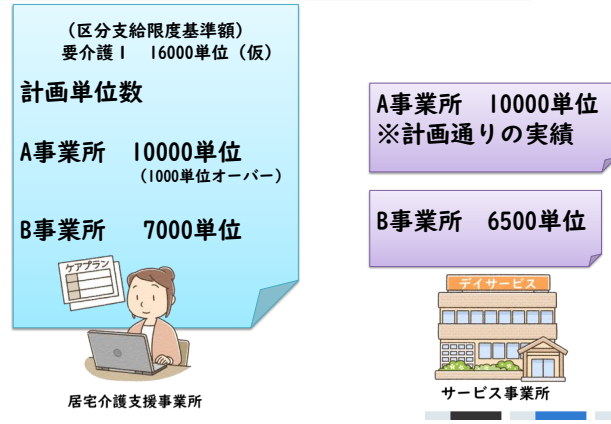 （区分支給限度基準額）
要介護Ⅰ　16000単位（仮）
計画単位数
A事業所　10000単位
（1000単位オーバー）
B事業所　7000単位
ケアプラン
居宅介護支援事業所
A事業所　10000単位
※計画通りの実績
B事業所　6500単位
デイサービス
サービス事業所